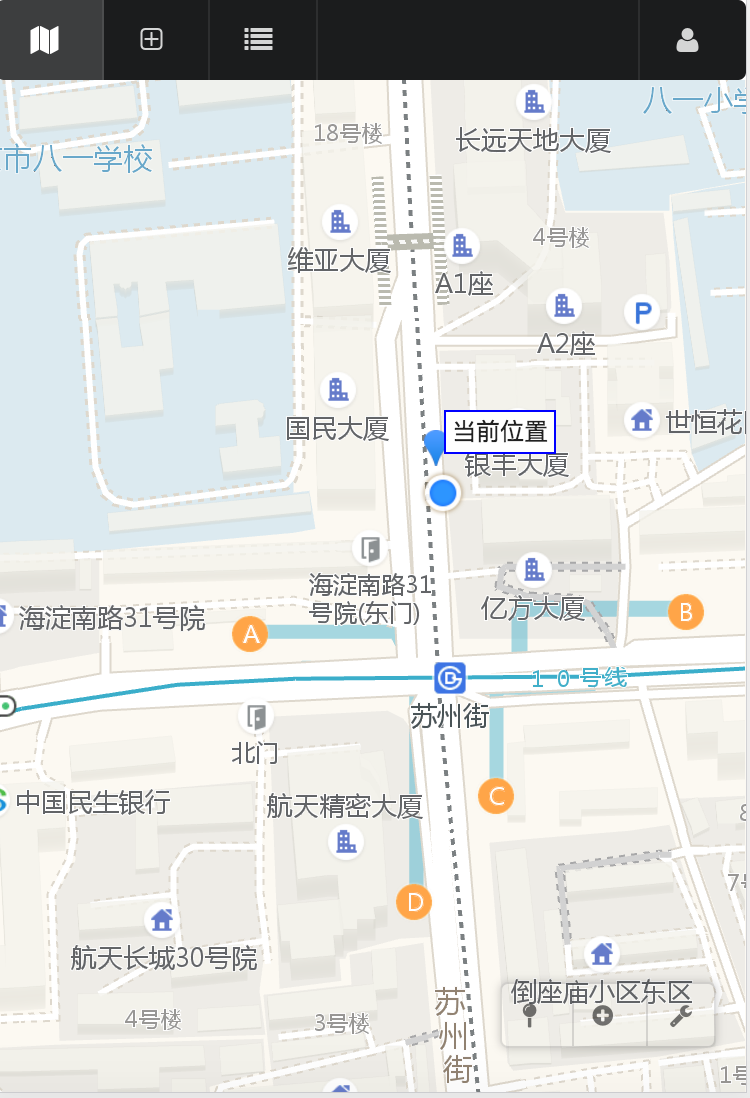 八一小学
18号楼
长远天地大厦
市八一学校
4号楼
维亚大厦
A1座
P
A2座
国民大厦
世恒花
当前位置
银丰大厦
海淀南路31
号院(东门)
亿方大厦
B
海淀南路31号院
A
10号线
苏州街
北门
C
中国民生银行
航天精密大厦
D
航天长城30号院
倒座庙小区东区
4号楼
3号楼
苏
州
街